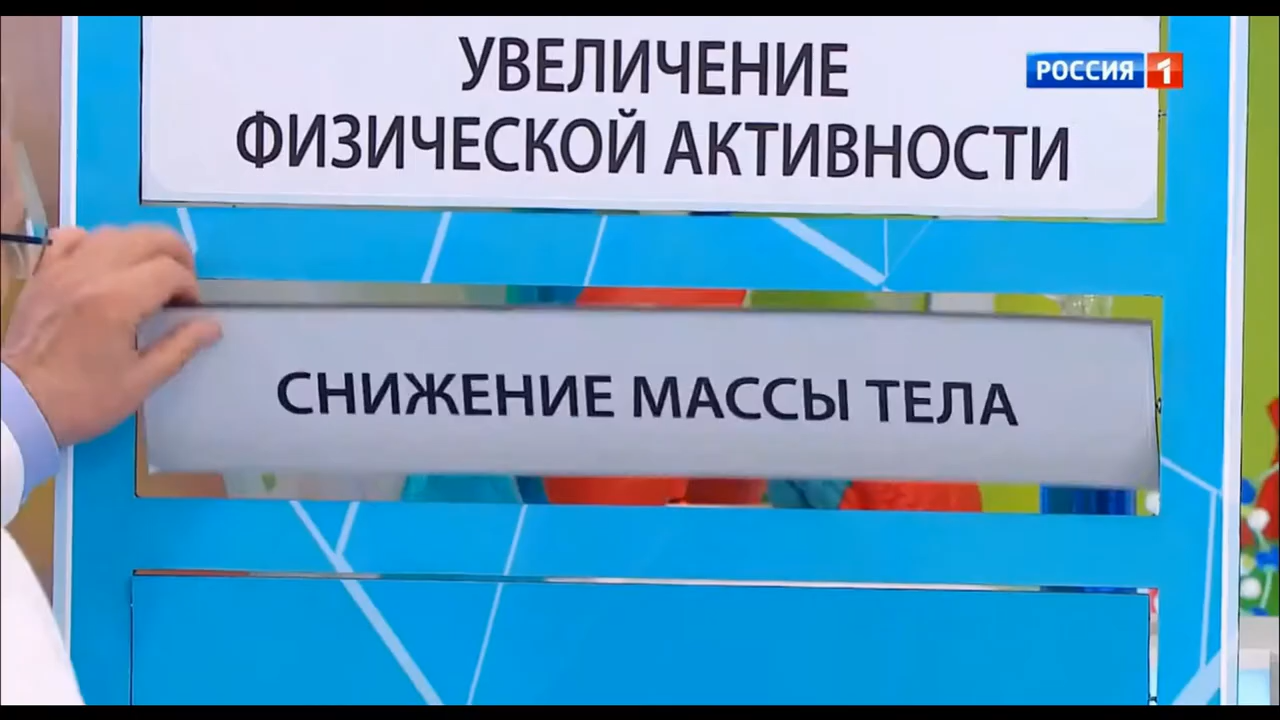 УВЕЛИЧЕНИЕ
ФИЗИЧЕСКОЙ АКТИВНОСТИ
РОССИЯ 1
СНИЖЕНИЕ МАССЫ ТЕЛА